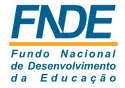 FNDE
Fundo Nacional
de Desenvolvimento
da Educação